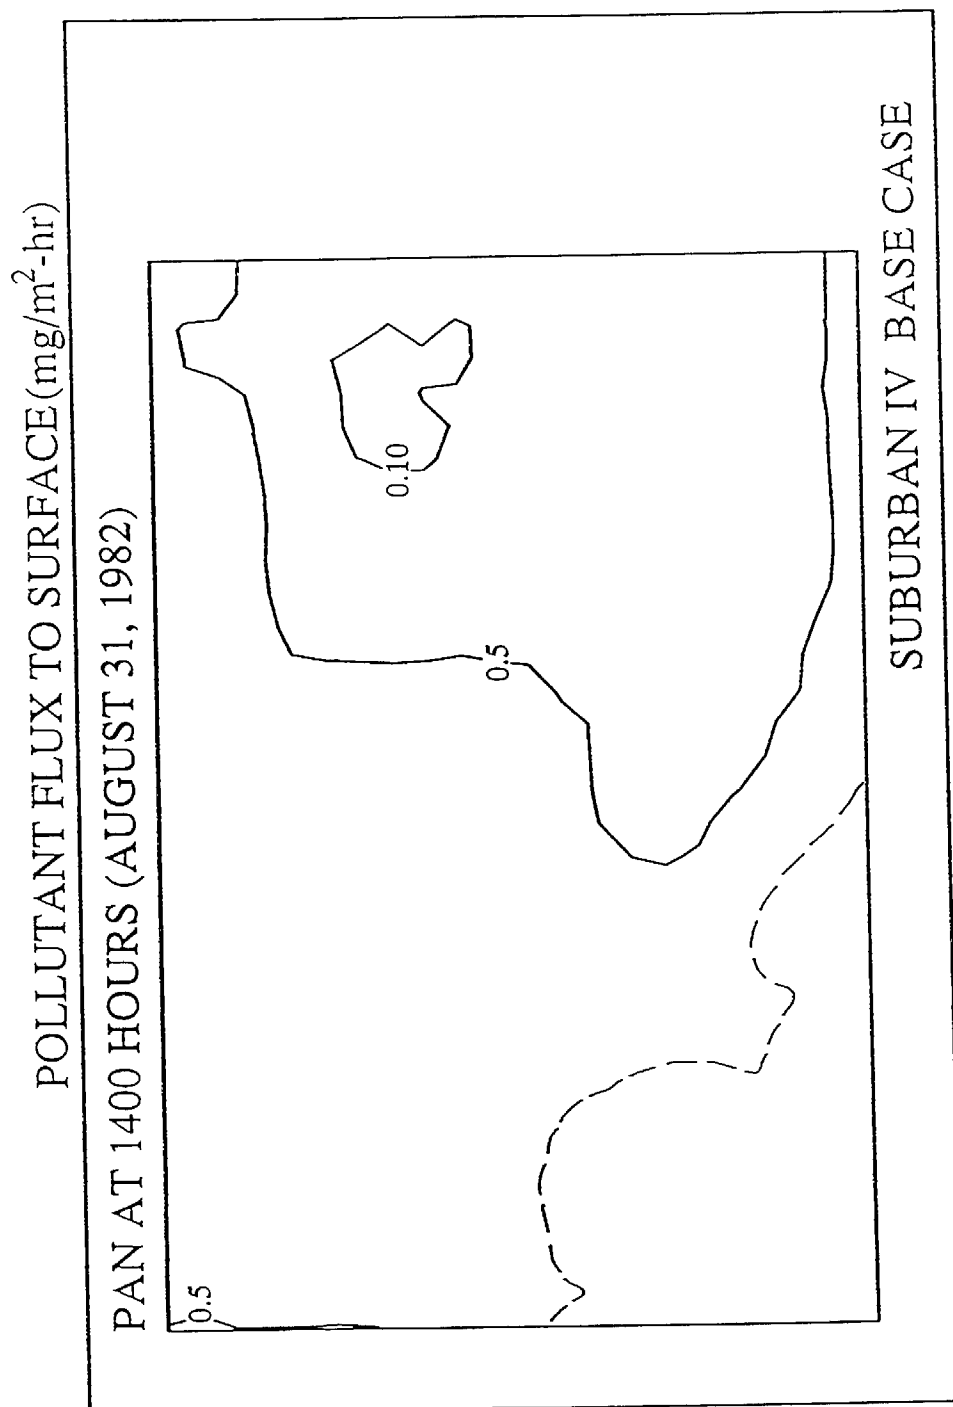 POLLUTANT FLUX TO SURFACE (mg/m²-hr)
PAN AT 1400 HOURS (AUGUST 31, 1982)
0.5
0.10
0.5
SUBURBAN IV BASE CASE